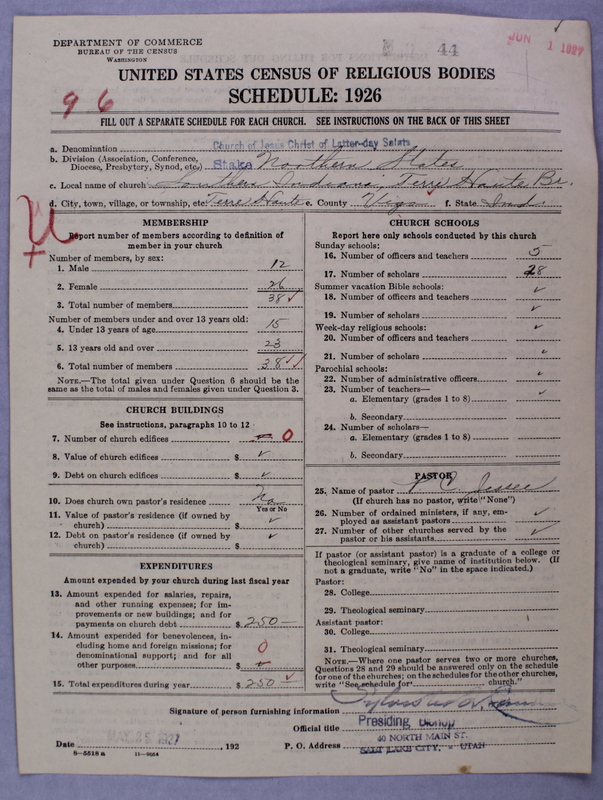 DEPARTMENT OF COMMERCE
BUREAU OF THE CENSUS
WASHINGTON
44
JUN 1 1927
UNITED STATES CENSUS OF RELIGIOUS BODIES
SCHEDULE: 1926
96
FILL OUT A SEPARATE SCHEDULE FOR EACH CHURCH. SEE INSTRUCTIONS ON THE BACK OF THIS SHEET
a. Denomination Church of Jesus Christ of Latter-day Saints
b. Division (Association, Conference, Diocese, Presbytery, Synod, etc.) Stake Northern States
c. Local name of church Southern Indiana, Terre Haute Br.
d. City, town, village, or township, etc. Terre Haute e. County Vigo f. State Ind.
MEMBERSHIP
Report number of members according to definition of
member in your church
Number of members, by sex:
1. Male 12
2. Female 26
3. Total number of members 38 ✓
Number of members under and over 13 years old:
4. Under 13 years of age 15
5. 13 years old and over 23
6. Total number of members 38 ✓✓
NOTE.—The total given under Question 6 should be the
same as the total of males and females given under Question 3.
CHURCH BUILDINGS
See instructions, paragraphs 10 to 12
7. Number of church edifices 0
8. Value of church edifices $ ✓
9. Debt on church edifices $ ✓
10. Does church own pastor's residence No
Yes or No
11. Value of pastor's residence (if owned by
church) $ ✓
12. Debt on pastor's residence (if owned by
church) $ ✓
EXPENDITURES
Amount expended by your church during last fiscal year
13. Amount expended for salaries, repairs,
and other running expenses; for im-
provements or new buildings; and for
payments on church debt $ 250—
14. Amount expended for benevolences, in-
cluding home and foreign missions; for
denominational support; and for all
other purposes $ 0
15. Total expenditures during year $ 250 ✓
CHURCH SCHOOLS
Report here only schools conducted by this church
Sunday schools:
16. Number of officers and teachers 5
17. Number of scholars 28
Summer vacation Bible schools:
18. Number of officers and teachers ✓
19. Number of scholars ✓
Week-day religious schools: ✓
20. Number of officers and teachers
21. Number of scholars ✓
Parochial schools:
22. Number of administrative officers ✓
23. Number of teachers— ✓
a. Elementary (grades 1 to 8)
b. Secondary
24. Number of scholars—
a. Elementary (grades 1 to 8)
b. Secondary
PASTOR
25. Name of pastor
(If church has no pastor, write "None")
26. Number of ordained ministers, if any, em-
ployed as assistant pastors ✓
27. Number of other churches served by the
pastor or his assistants ✓
If pastor (or assistant pastor) is a graduate of a college or
theological seminary, give name of institution below. (If
not a graduate, write "No" in the space indicated.)
Pastor:
28. College
29. Theological seminary
Assistant pastor:
30. College
31. Theological seminary
NOTE.—Where one pastor serves two or more churches,
Questions 28 and 29 should be answered only on the schedule
for one of the churches; on the schedules for the other churches,
write "See schedule for church."
Signature of person furnishing information
Official title Presiding Bishop
Date MAY 25 1927, 192 P. O. Address 40 NORTH MAIN ST.
SALT LAKE CITY, UTAH
8—5518 a 11—9664